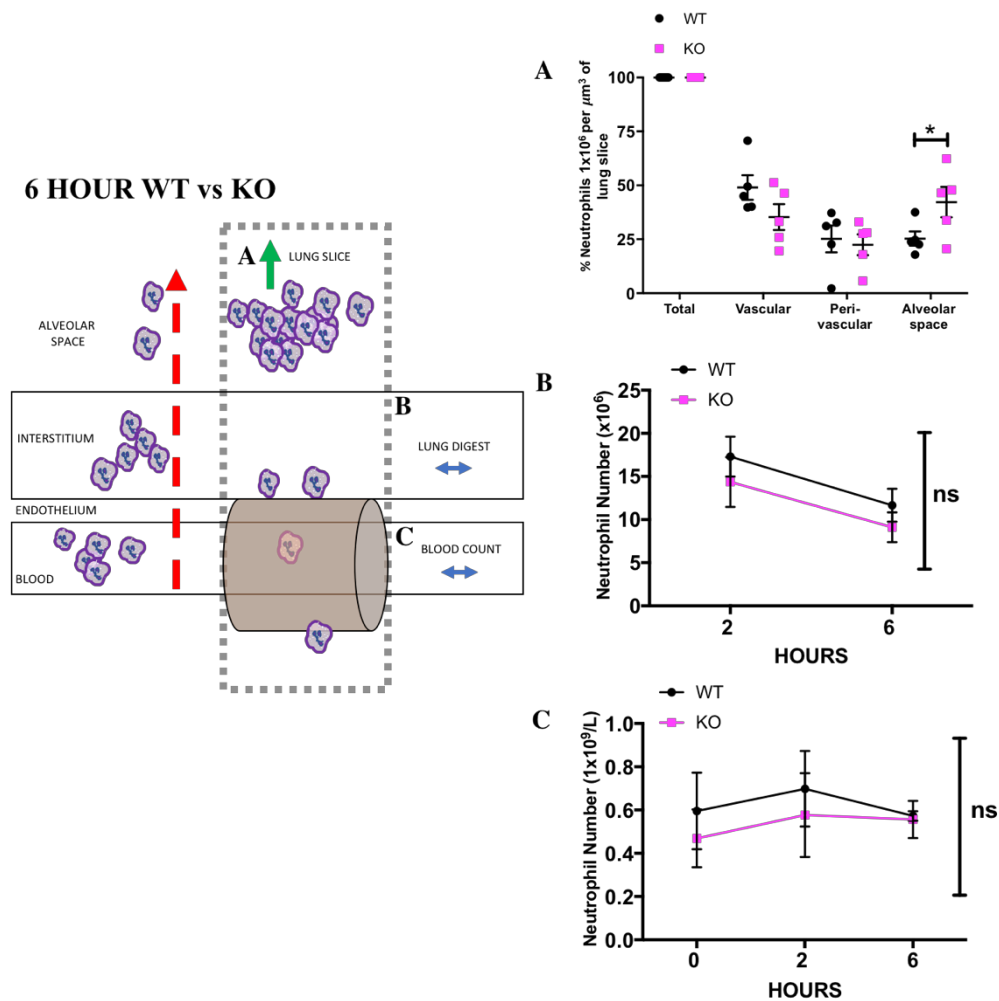 6 HOUR WT vs KO
A
LUNG SLICE
ALVEOLAR
SPACE
B
INTERSTITIUM
LUNG DIGEST
ENDOTHELIUM
C
BLOOD COUNT
BLOOD
A
WT
KO
% Neutrophils 1x10⁶ per μm³ of
lung slice
100
75
50
25
0
*
Total
Vascular
Peri-
vascular
Alveolar
space
B
WT
KO
Neutrophil Number (x10⁶)
25
20
15
10
5
0
ns
2
6
HOURS
C
WT
KO
Neutrophil Number (1x10⁹/L)
1.0
0.8
0.6
0.4
0.2
0.0
ns
0
2
6
HOURS